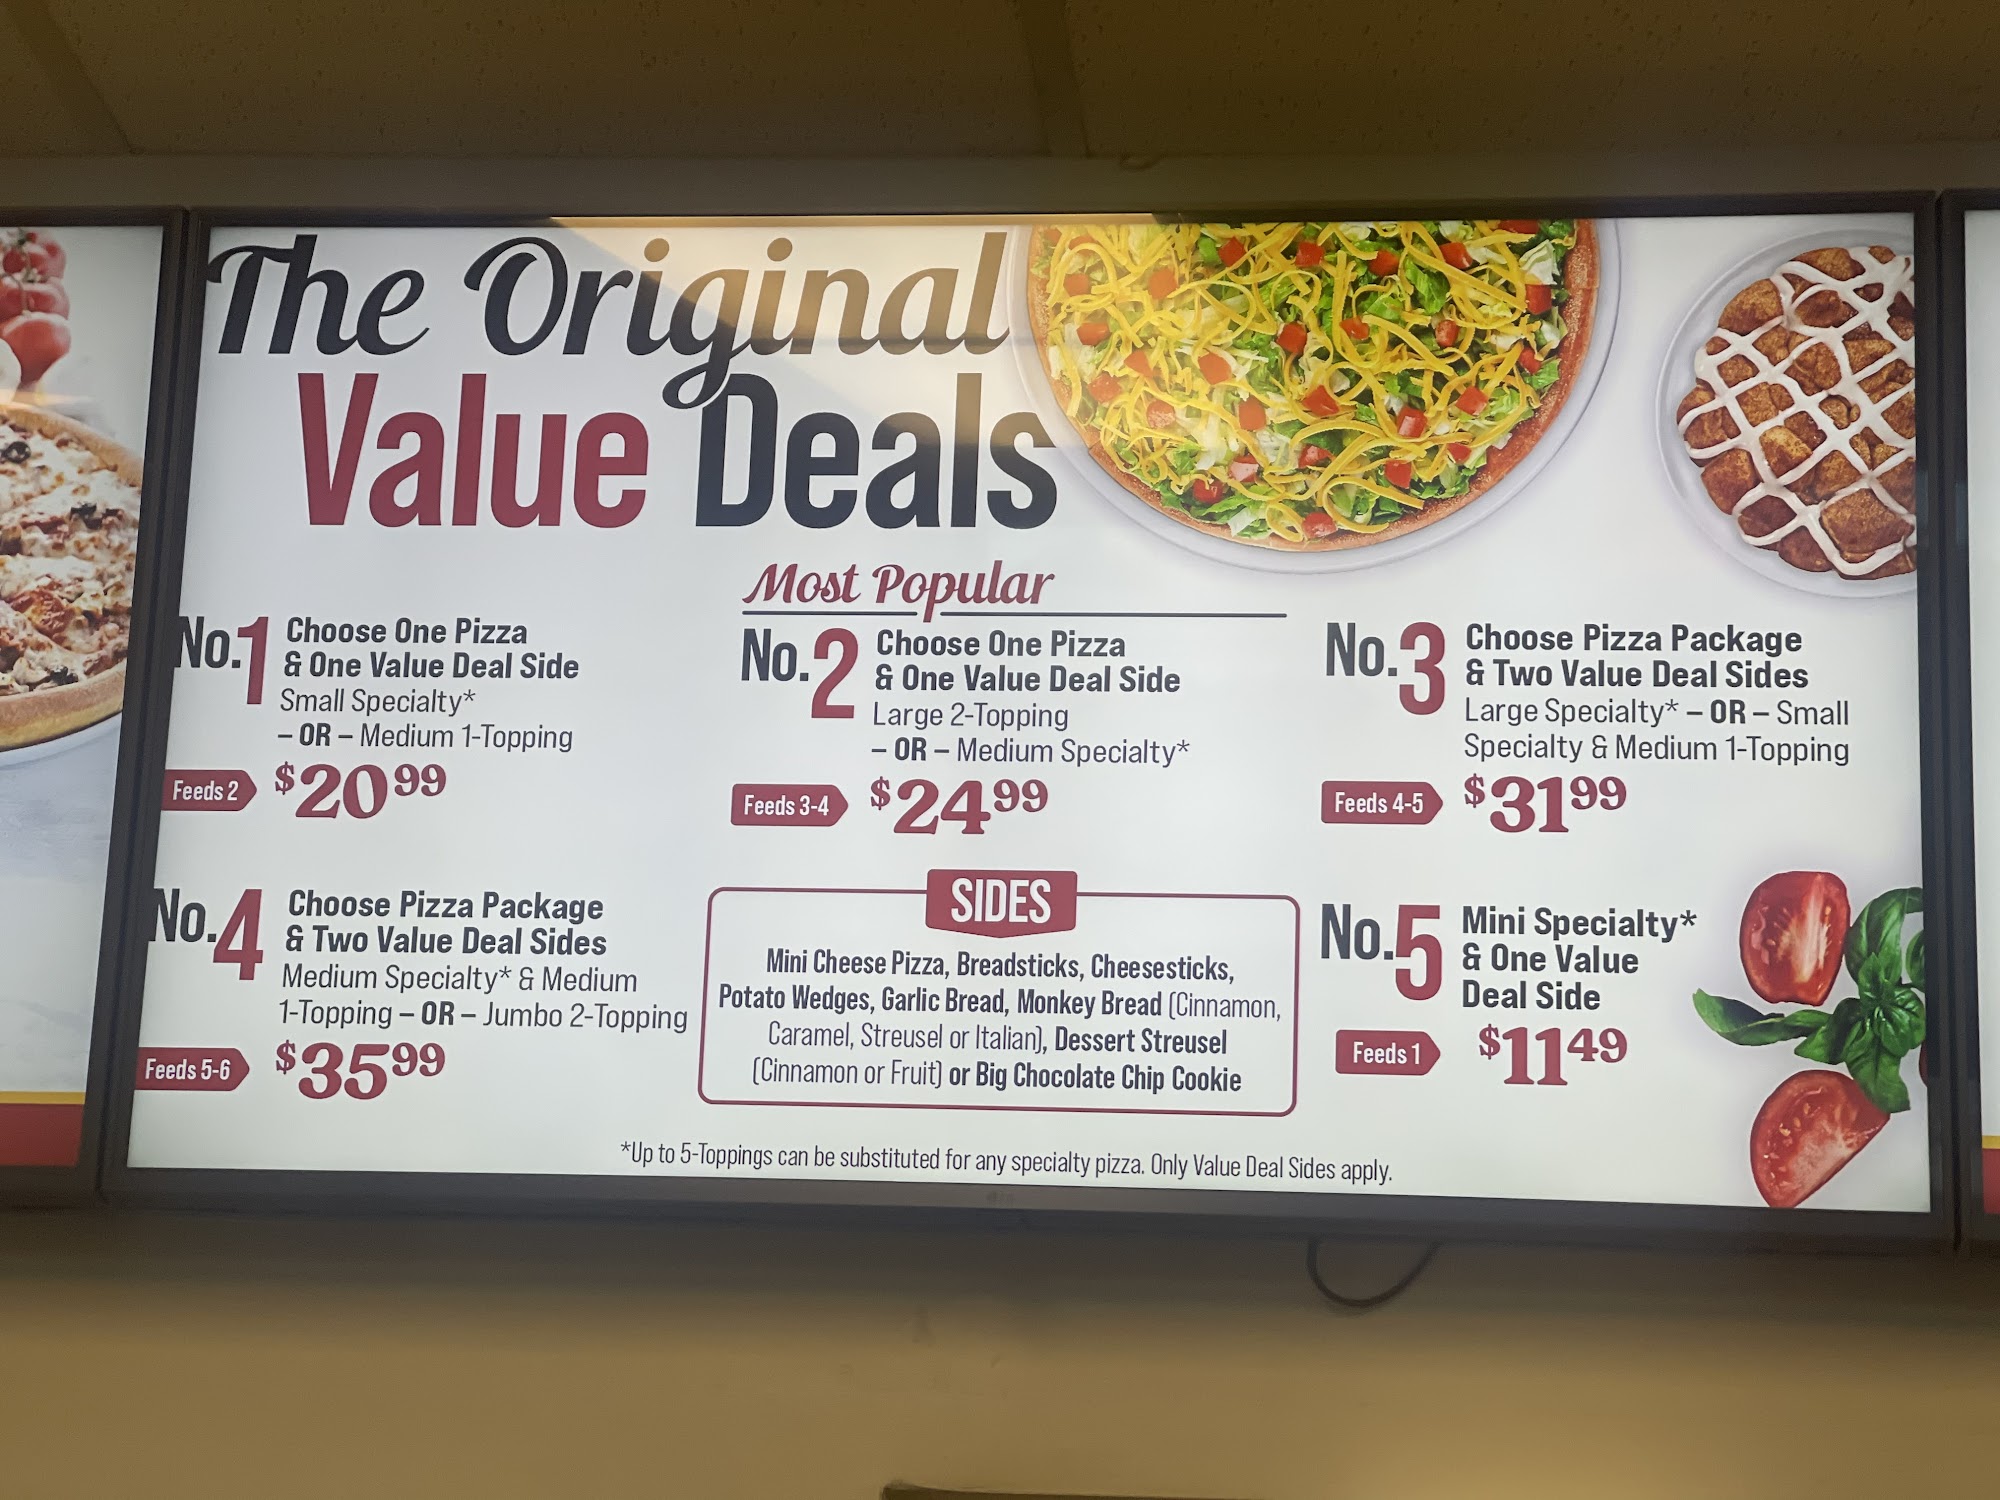 The Original
Value Deals
Most Popular
No.1
Choose One Pizza
& One Value Deal Side
Small Specialty*
– OR – Medium 1-Topping
Feeds 2
$20.99
No.2
Choose One Pizza
& One Value Deal Side
Large 2-Topping
– OR – Medium Specialty*
Feeds 3-4
$24.99
No.3
Choose Pizza Package
& Two Value Deal Sides
Large Specialty* – OR – Small
Specialty & Medium 1-Topping
Feeds 4-5
$31.99
No.4
Choose Pizza Package
& Two Value Deal Sides
Medium Specialty* & Medium
1-Topping – OR – Jumbo 2-Topping
Feeds 5-6
$35.99
SIDES
Mini Cheese Pizza, Breadsticks, Cheesesticks,
Potato Wedges, Garlic Bread, Monkey Bread (Cinnamon,
Caramel, Streusel or Italian), Dessert Streusel
(Cinnamon or Fruit) or Big Chocolate Chip Cookie
No.5
Mini Specialty*
& One Value
Deal Side
Feeds 1
$11.49
*Up to 5-Toppings can be substituted for any specialty pizza. Only Value Deal Sides apply.